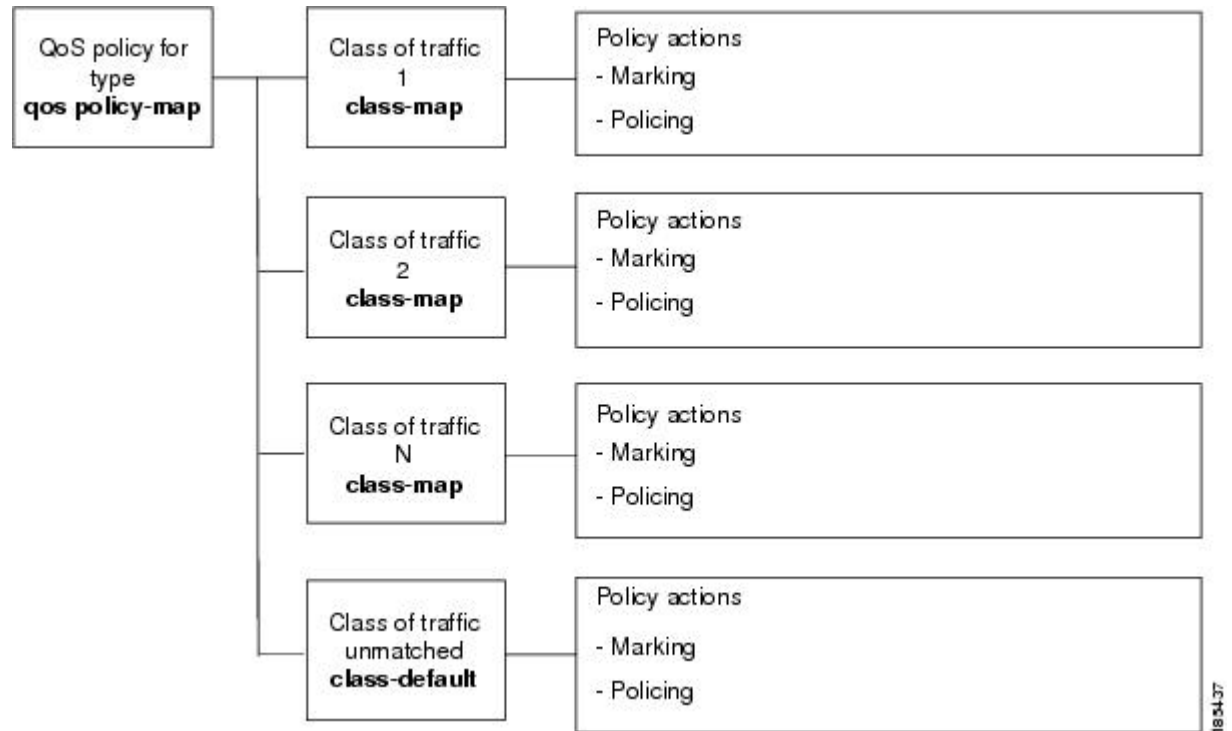 QoS policy for
type
qos policy-map
Class of traffic
1
class-map
Policy actions
- Marking
- Policing
Class of traffic
2
class-map
Policy actions
- Marking
- Policing
Class of traffic
N
class-map
Policy actions
- Marking
- Policing
Class of traffic
unmatched
class-default
Policy actions
- Marking
- Policing
185437